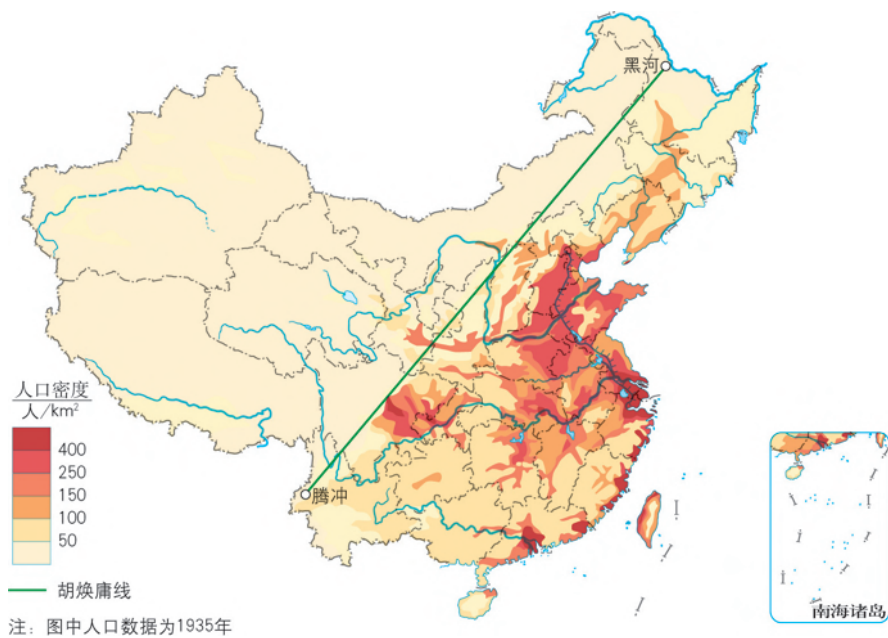 黑河
腾冲
人口密度
人/km²
400
250
150
100
50
胡焕庸线
注：图中人口数据为1935年
南海诸岛